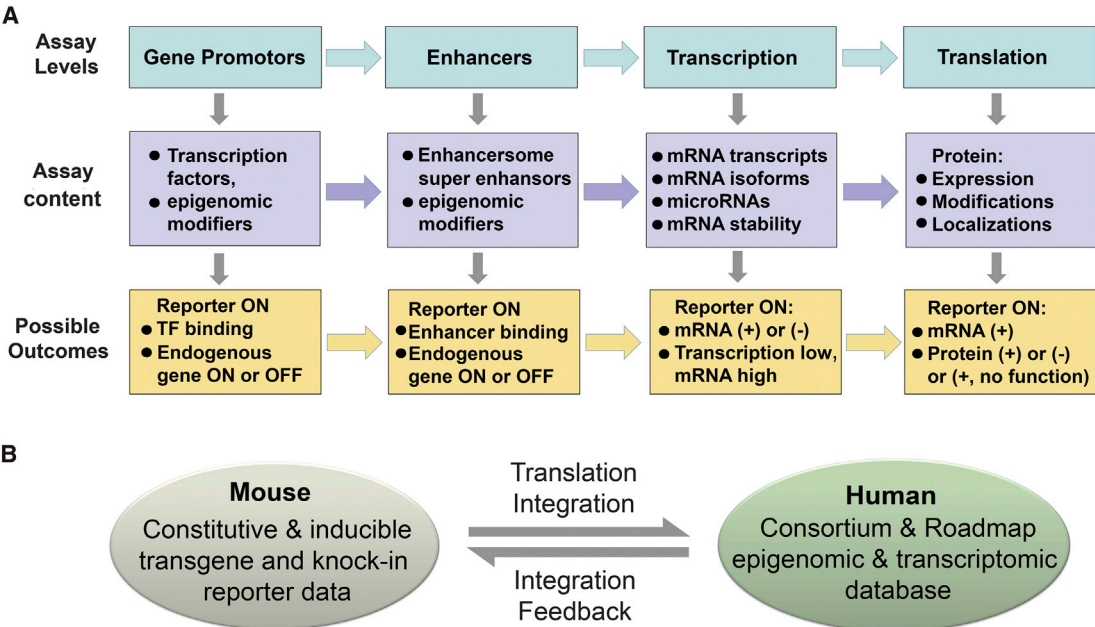 A
Assay
Levels
Gene Promotors
Enhancers
Transcription
Translation
Assay
content
● Transcription
factors,
● epigenomic
modifiers
● Enhancersome
super enhansors
● epigenomic
modifiers
● mRNA transcripts
● mRNA isoforms
● microRNAs
● mRNA stability
Protein:
● Expression
● Modifications
● Localizations
Possible
Outcomes
Reporter ON
● TF binding
● Endogenous
gene ON or OFF
Reporter ON
● Enhancer binding
● Endogenous
gene ON or OFF
Reporter ON:
● mRNA (+) or (-)
● Transcription low,
mRNA high
Reporter ON:
● mRNA (+)
● Protein (+) or (-)
or (+, no function)
B
Mouse
Constitutive & inducible
transgene and knock-in
reporter data
Translation
Integration
Integration
Feedback
Human
Consortium & Roadmap
epigenomic & transcriptomic
database